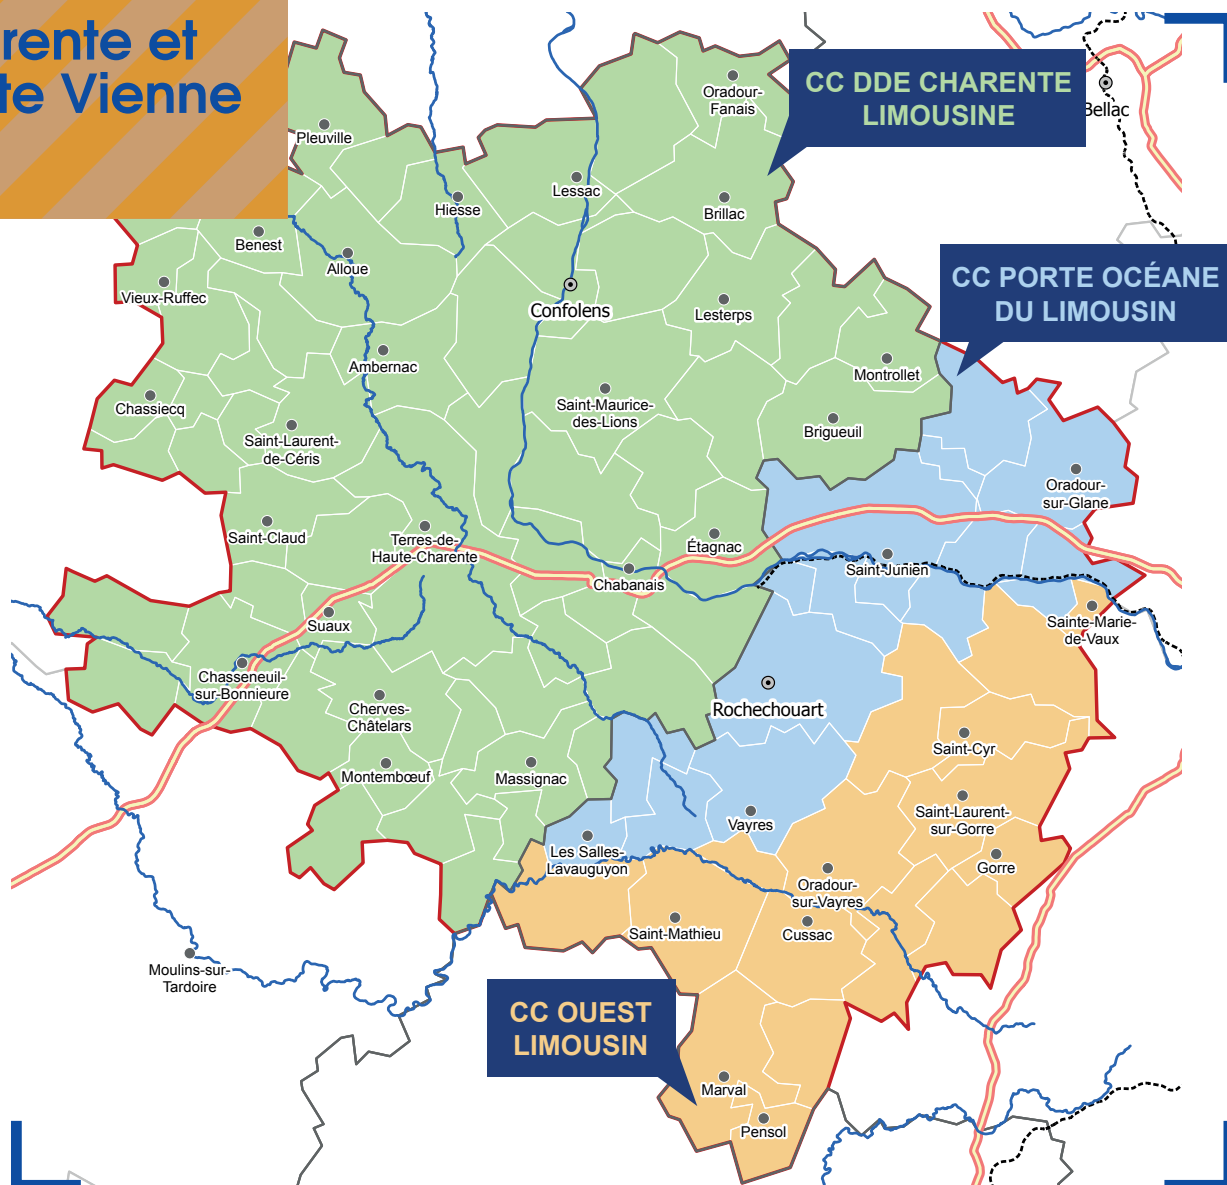 rente et
te Vienne
CC DDE CHARENTE
LIMOUSINE
Oradour-
Fanais
Bellac
Pleuville
Lessac
Hiesse
Brillac
Benest
Alloue
CC PORTE OCÉANE
DU LIMOUSIN
Vieux-Ruffec
Confolens
Lesterps
Ambernac
Montrollet
Chassiecq
Saint-Maurice-
des-Lions
Brigueuil
Saint-Laurent-
de-Céris
Oradour-
sur-Glane
Saint-Claud
Terres-de-
Haute-Charente
Étagnac
Chabanais
Saint-Junien
Suaux
Sainte-Marie-
de-Vaux
Chasseneuil-
sur-Bonnieure
Cherves-
Châtelars
Rochechouart
Saint-Cyr
Montembœuf
Massignac
Saint-Laurent-
sur-Gorre
Vayres
Les Salles-
Lavauguyon
Gorre
Oradour-
sur-Vayres
Saint-Mathieu
Cussac
Moulins-sur-
Tardoire
CC OUEST
LIMOUSIN
Marval
Pensol